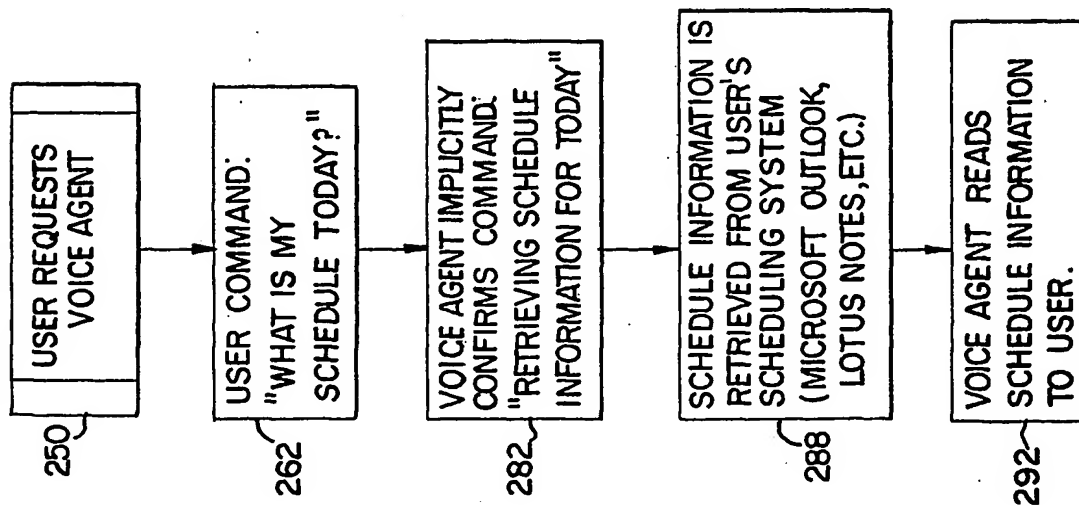 USER REQUESTS
VOICE AGENT
250
USER COMMAND:
"WHAT IS MY
SCHEDULE TODAY?"
262
VOICE AGENT IMPLICITLY
CONFIRMS COMMAND:
"RETRIEVING SCHEDULE
INFORMATION FOR TODAY"
282
SCHEDULE INFORMATION IS
RETRIEVED FROM USER'S
SCHEDULING SYSTEM
(MICROSOFT OUTLOOK,
LOTUS NOTES, ETC.)
288
VOICE AGENT READS
SCHEDULE INFORMATION
TO USER.
292